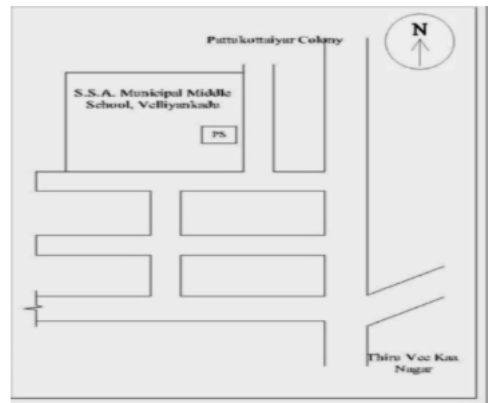 Pattukottaiyar Colony
N
S.S.A. Municipal Middle
School, Velliyankadu
PS
Thiru Vee Kaa
Nagar